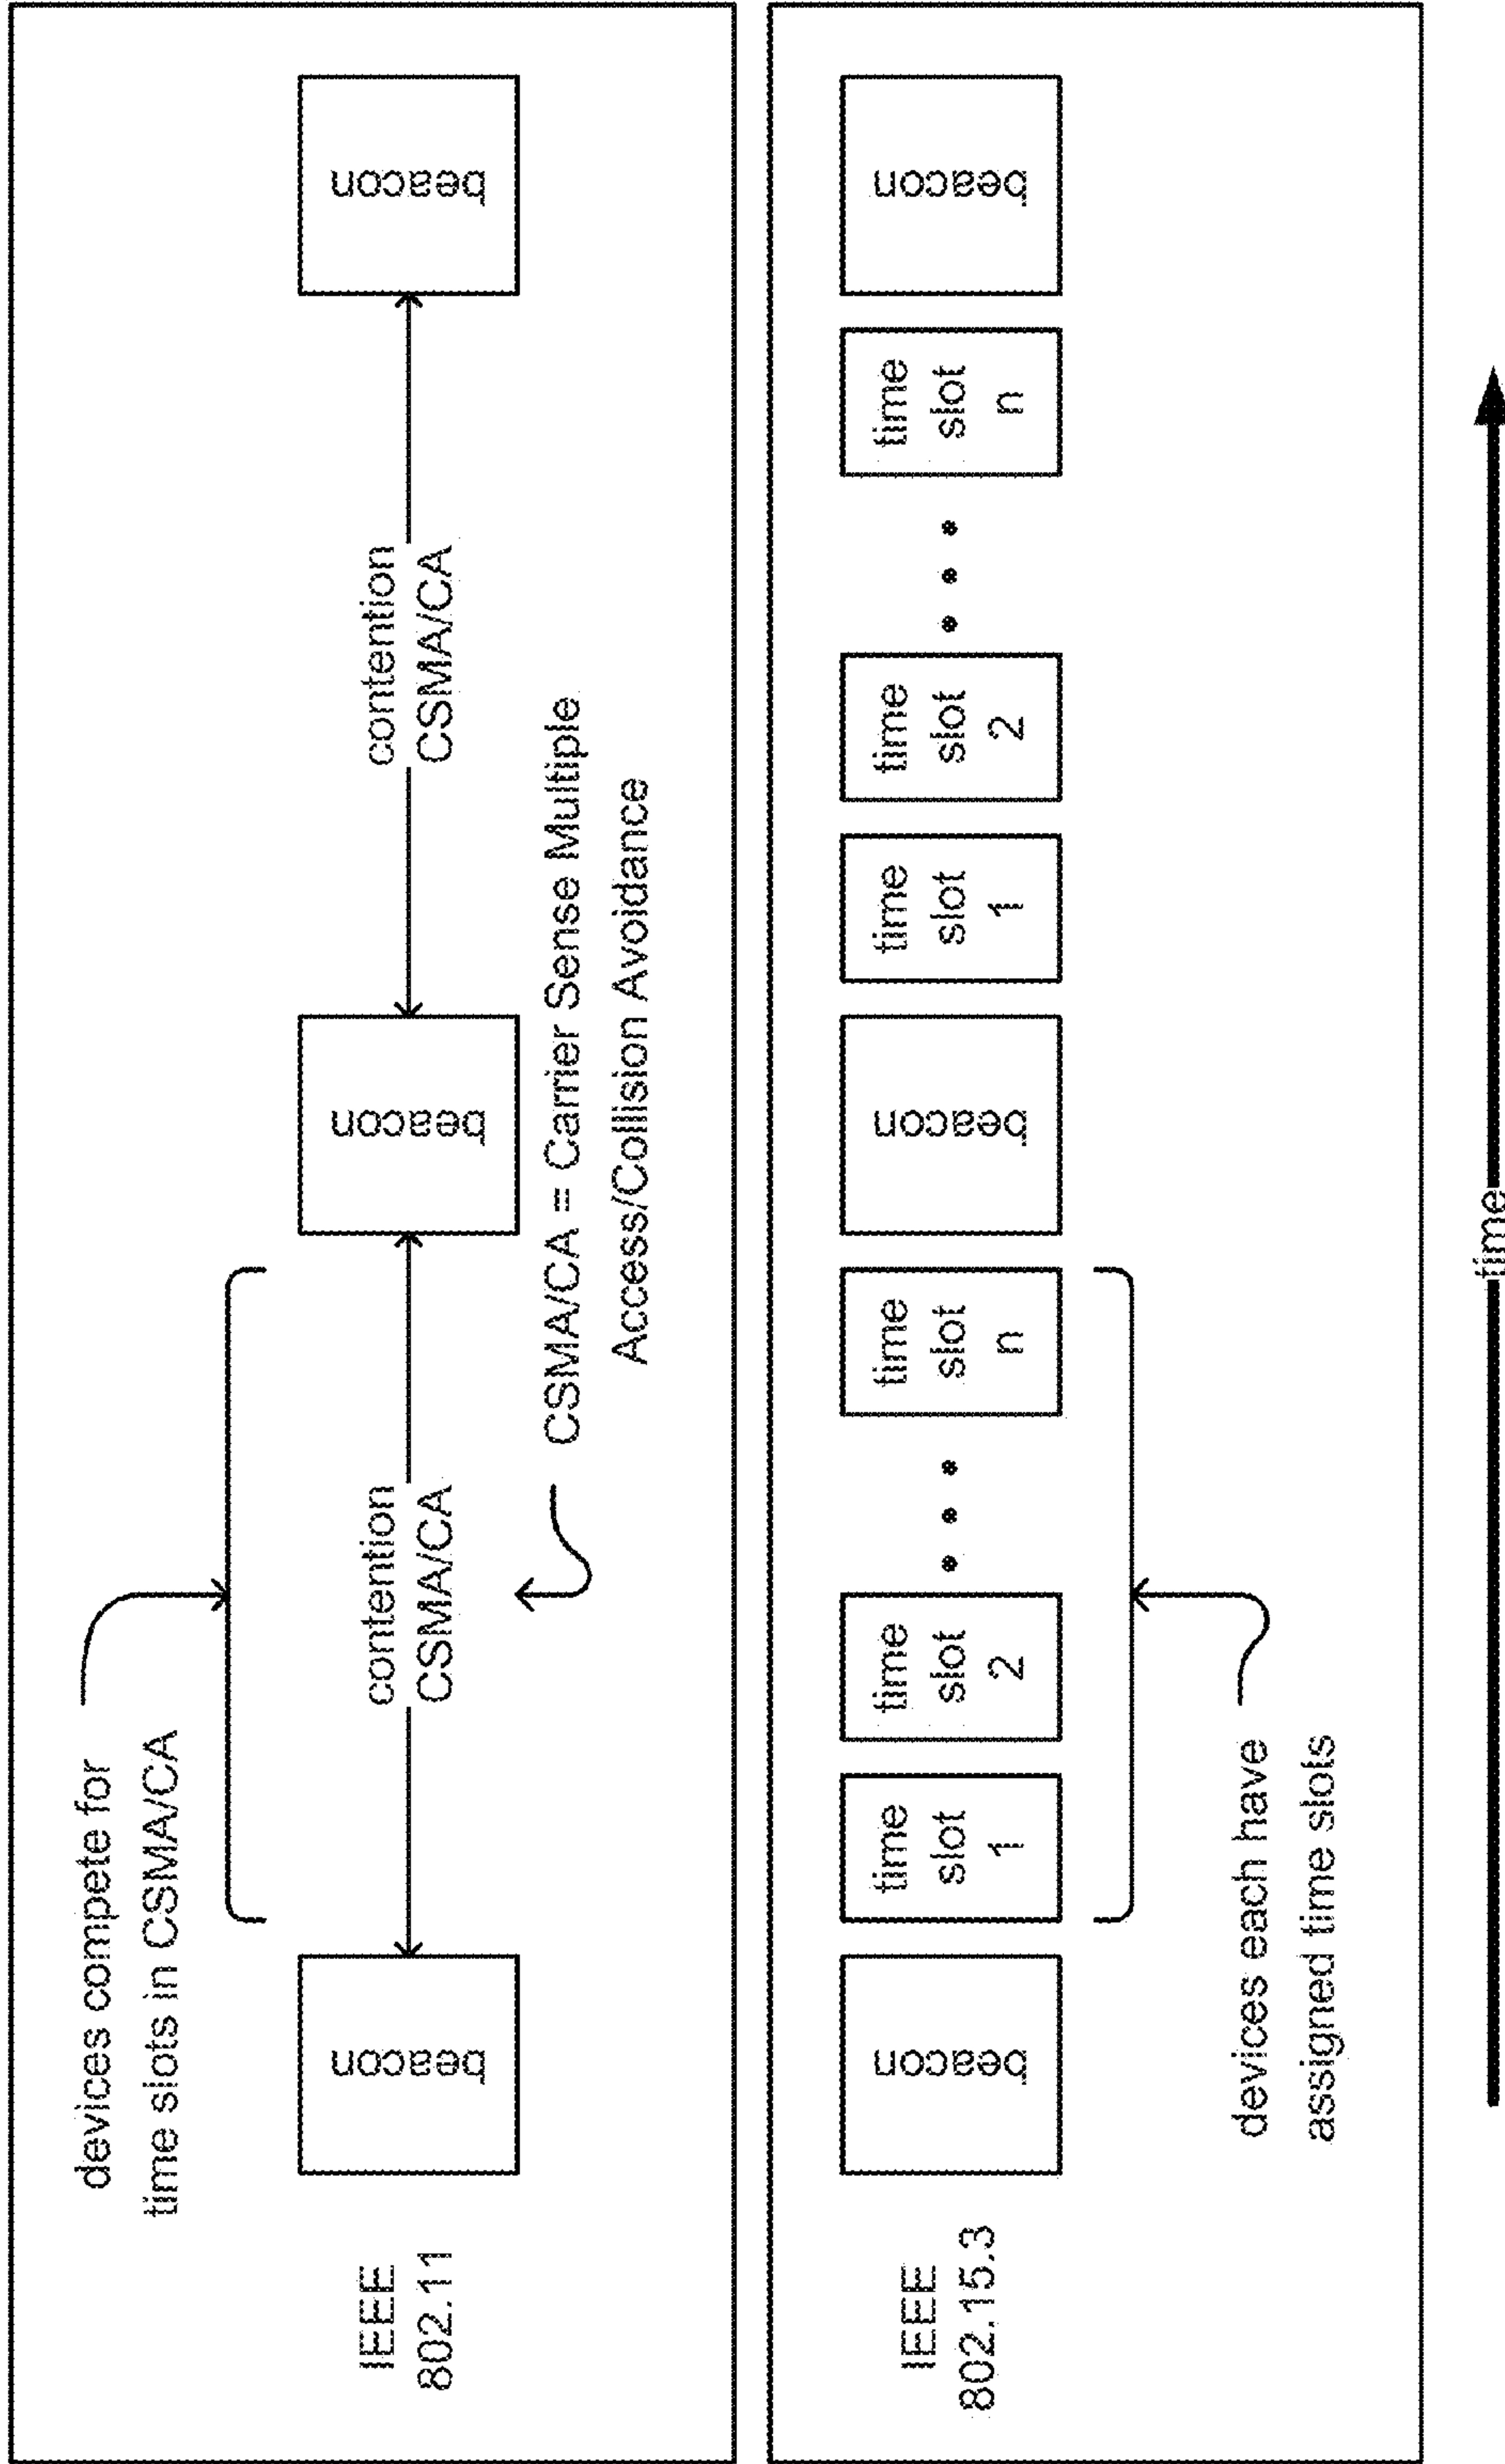 devices compete for
time slots in CSMA/CA
IEEE
802.11
beacon
contention
CSMA/CA
beacon
contention
CSMA/CA
beacon
CSMA/CA = Carrier Sense Multiple
Access/Collision Avoidance
IEEE
802.15.3
beacon
time
slot
1
time
slot
2
time
slot
n
beacon
time
slot
1
time
slot
2
time
slot
n
beacon
devices each have
assigned time slots
time